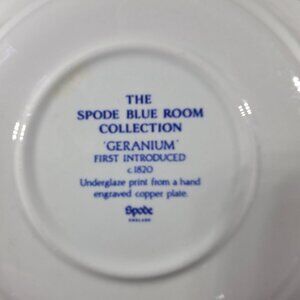 THE
SPODE BLUE ROOM
COLLECTION
'GERANIUM'
FIRST INTRODUCED
c.1820
Underglaze print from a hand
engraved copper plate.
Spode
ENGLAND